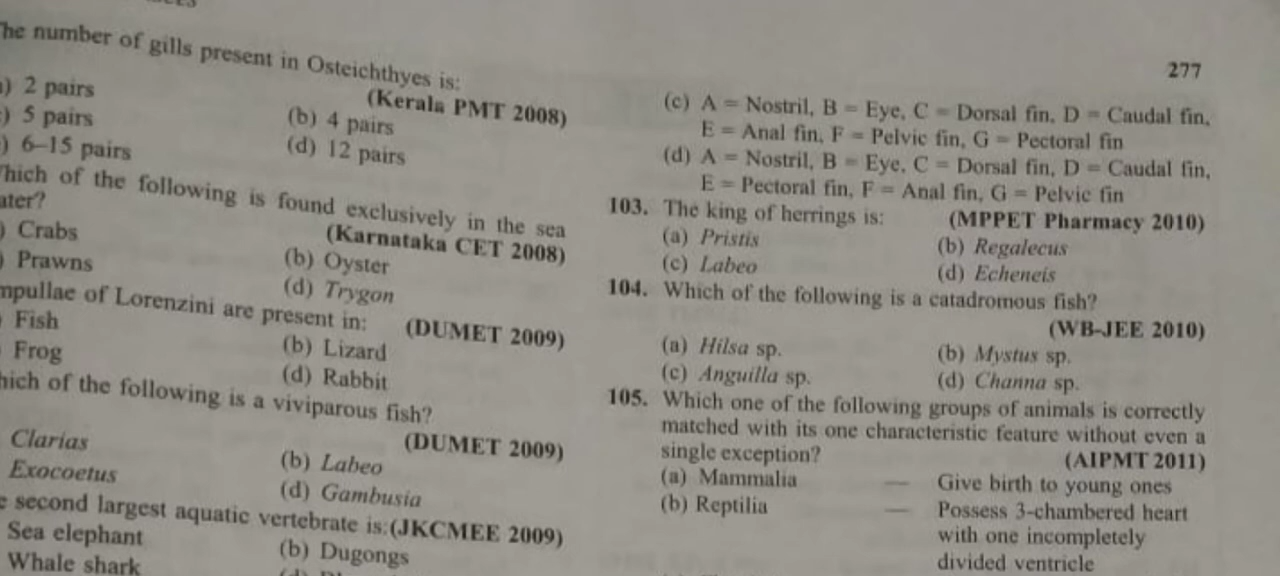 he number of gills present in Osteichthyes is:
(Kerala PMT 2008)
) 2 pairs
(b) 4 pairs
) 5 pairs
(d) 12 pairs
) 6–15 pairs
hich of the following is found exclusively in the sea
ater?
(Karnataka CET 2008)
) Crabs
(b) Oyster
) Prawns
(d) Trygon
mpullae of Lorenzini are present in:
(DUMET 2009)
Fish
(b) Lizard
Frog
(d) Rabbit
hich of the following is a viviparous fish?
(DUMET 2009)
Clarias
(b) Labeo
Exocoetus
(d) Gambusia
e second largest aquatic vertebrate is:(JKCMEE 2009)
Sea elephant
(b) Dugongs
Whale shark
277
(c) A = Nostril, B = Eye, C = Dorsal fin, D = Caudal fin,
E = Anal fin, F = Pelvic fin, G = Pectoral fin
(d) A = Nostril, B = Eye, C = Dorsal fin, D = Caudal fin,
E = Pectoral fin, F = Anal fin, G = Pelvic fin
103. The king of herrings is: (MPPET Pharmacy 2010)
(a) Pristis (b) Regalecus
(c) Labeo (d) Echeneis
104. Which of the following is a catadromous fish?
(WB-JEE 2010)
(a) Hilsa sp. (b) Mystus sp.
(c) Anguilla sp. (d) Channa sp.
105. Which one of the following groups of animals is correctly
matched with its one characteristic feature without even a
single exception? (AIPMT 2011)
(a) Mammalia — Give birth to young ones
(b) Reptilia — Possess 3-chambered heart
with one incompletely
divided ventricle